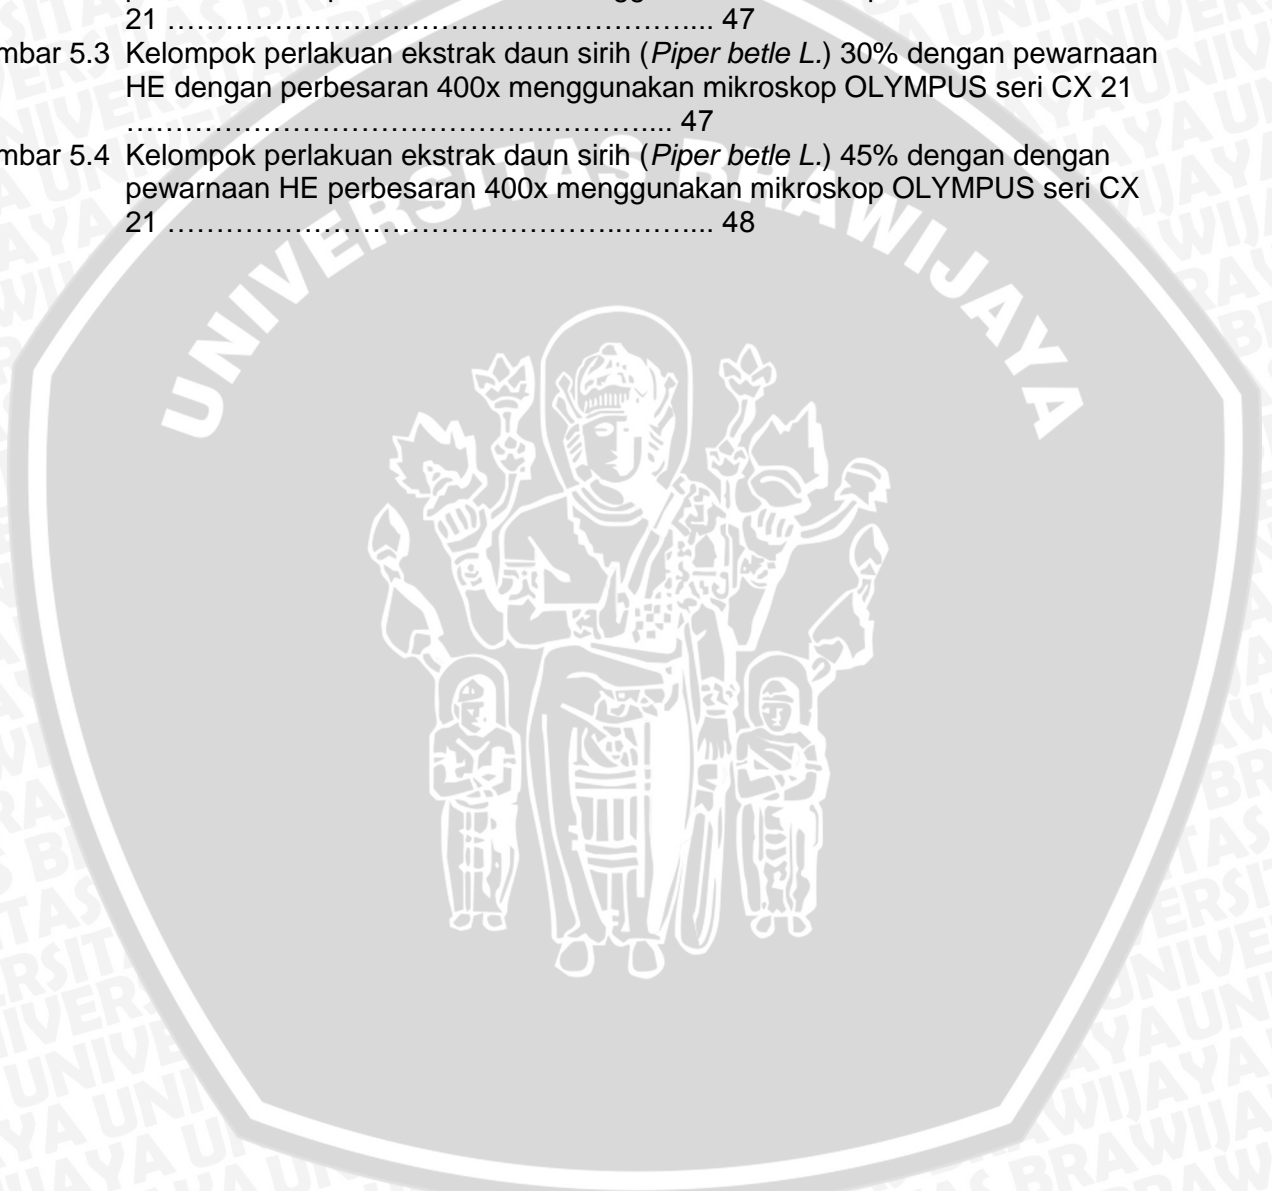 21 ……………………….……..………….……... 47
mbar 5.3 Kelompok perlakuan ekstrak daun sirih (Piper betle L.) 30% dengan pewarnaan
HE dengan perbesaran 400x menggunakan mikroskop OLYMPUS seri CX 21
……………………………………..……….... 47
mbar 5.4 Kelompok perlakuan ekstrak daun sirih (Piper betle L.) 45% dengan dengan
pewarnaan HE perbesaran 400x menggunakan mikroskop OLYMPUS seri CX
21 ……………………………………..…….... 48
UNIVERSITAS BRAWIJAYA